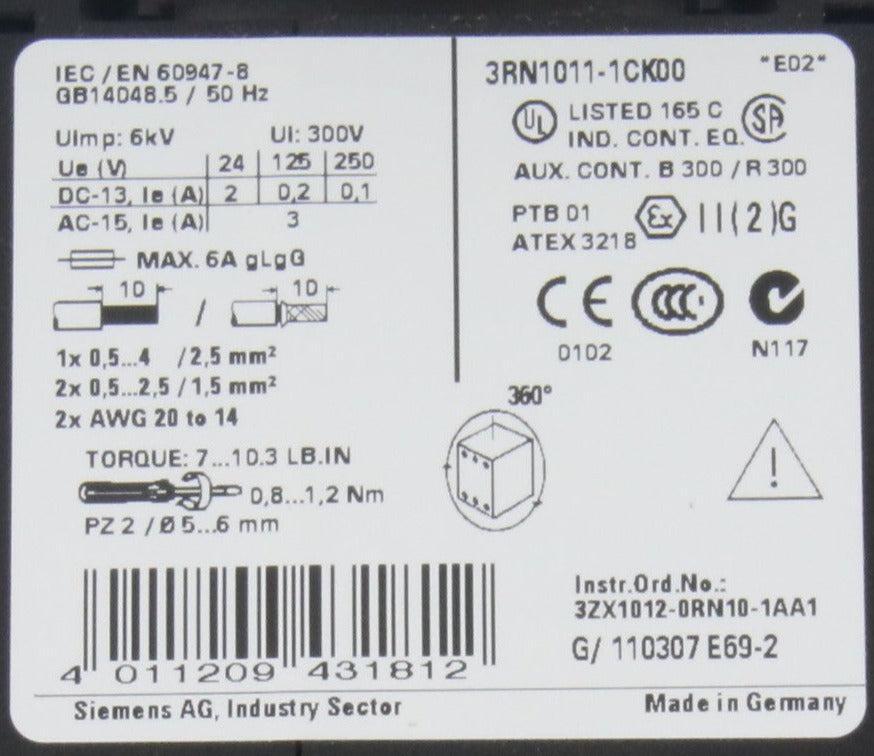 IEC / EN 60947-8
GB14048.5 / 50 Hz
UImp: 6kV UI: 300V
Ue (V) 24 125 250
DC-13, Ie (A) 2 0,2 0,1
AC-15, Ie (A) 3
MAX. 6A gLgG
10 / 10
1x 0,5...4 / 2,5 mm²
2x 0,5...2,5 / 1,5 mm²
2x AWG 20 to 14
TORQUE: 7...10.3 LB.IN
0,8...1,2 Nm
PZ 2 / Ø 5...6 mm
4 011209 431812
3RN1011-1CK00 "E02"
UL LISTED 165 C SA
IND. CONT. EQ.
AUX. CONT. B 300 / R 300
PTB 01 Ex II(2)G
ATEX 3218
CE CCC
0102 N117
360°
!
Instr.Ord.No.:
3ZX1012-0RN10-1AA1
G/ 110307 E69-2
Siemens AG, Industry Sector
Made in Germany